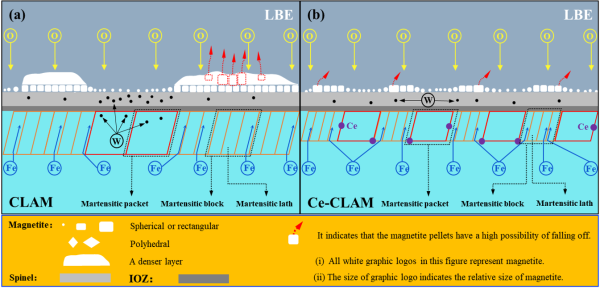 (a) LBE
O O O O O O
W
Fe Fe Fe Fe Fe Fe
CLAM Martensitic packet Martensitic block Martensitic lath
(b) LBE
O O O O O O
W
Ce Ce
Fe Fe Fe Fe Fe Fe
Ce-CLAM Martensitic packet Martensitic block Martensitic lath
Magnetite: Spherical or rectangular
Polyhedral
A denser layer
Spinel: IOZ:
It indicates that the magnetite pellets have a high possibility of falling off.
(i) All white graphic logos in this figure represent magnetite.
(ii) The size of graphic logo indicates the relative size of magnetite.